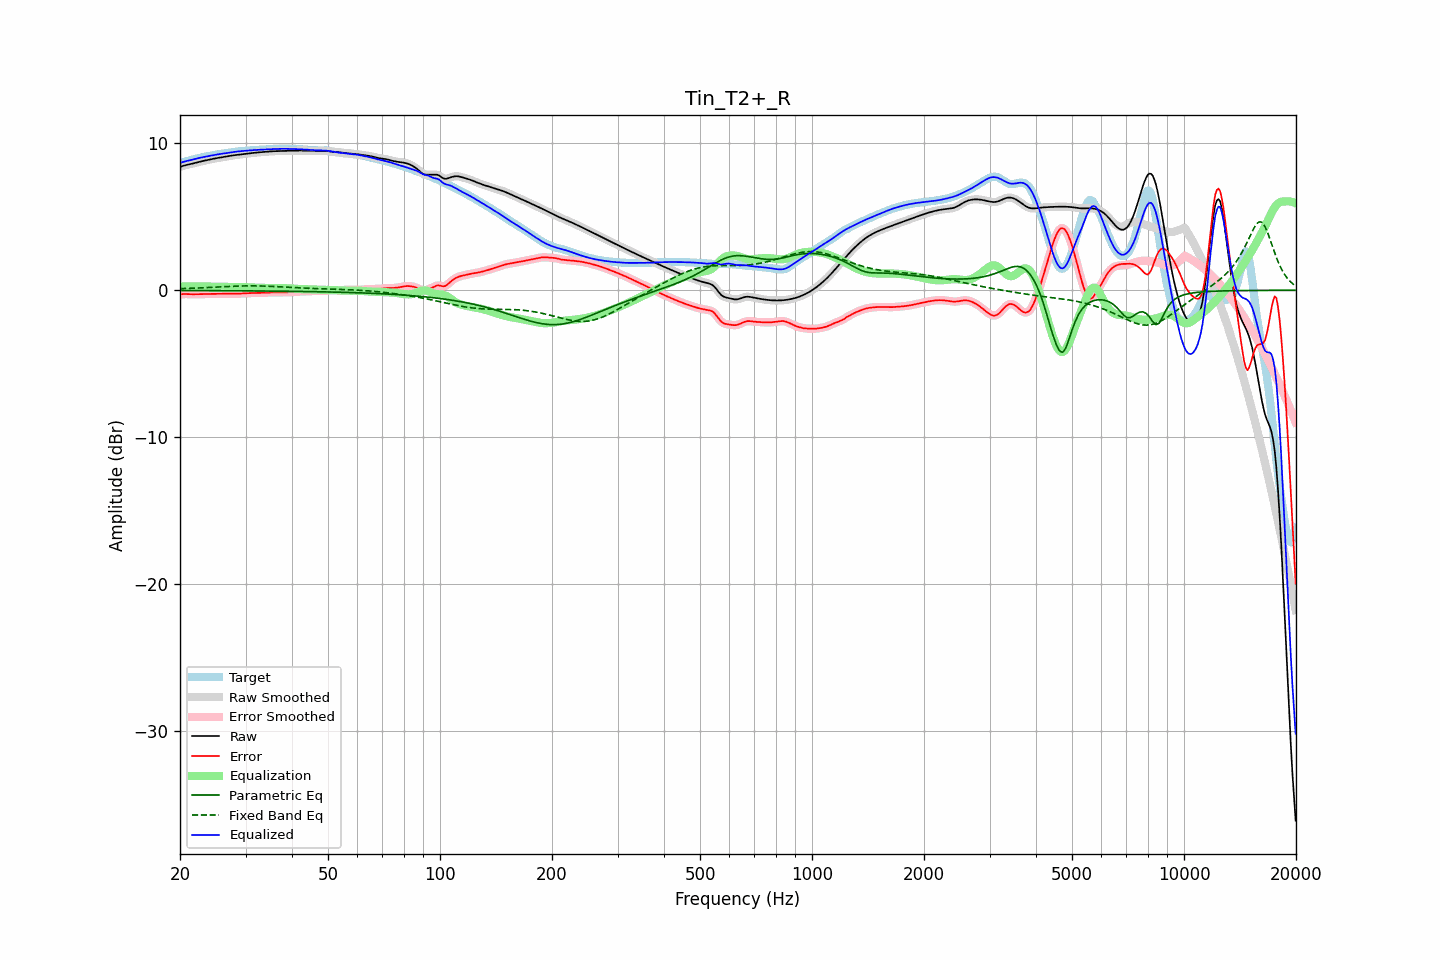 Tin_T2+_R
10
0
−10
−20
−30
Amplitude (dBr)
Target
Raw Smoothed
Error Smoothed
Raw
Error
Equalization
Parametric Eq
Fixed Band Eq
Equalized
20 50 100 200 500 1000 2000 5000 10000 20000
Frequency (Hz)